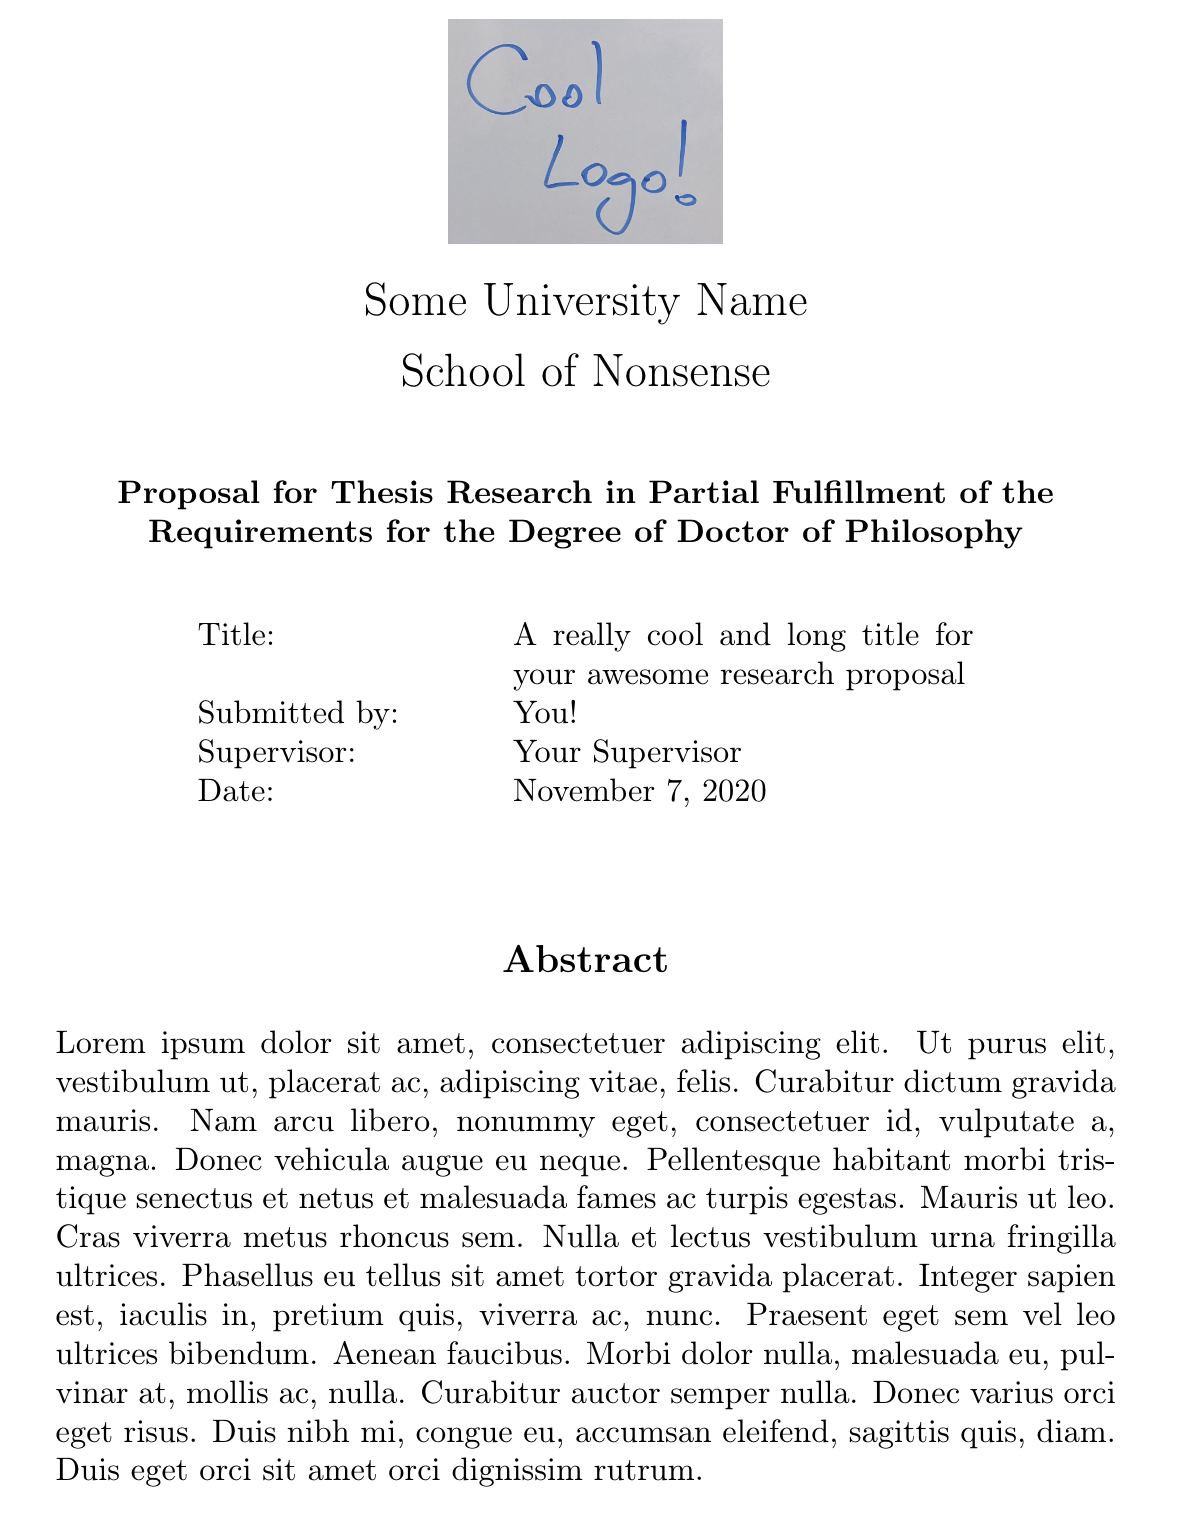 Cool
Logo!
Some University Name
School of Nonsense
Proposal for Thesis Research in Partial Fulfillment of the
Requirements for the Degree of Doctor of Philosophy
Title: A really cool and long title for
your awesome research proposal
Submitted by: You!
Supervisor: Your Supervisor
Date: November 7, 2020
Abstract
Lorem ipsum dolor sit amet, consectetuer adipiscing elit. Ut purus elit,
vestibulum ut, placerat ac, adipiscing vitae, felis. Curabitur dictum gravida
mauris. Nam arcu libero, nonummy eget, consectetuer id, vulputate a,
magna. Donec vehicula augue eu neque. Pellentesque habitant morbi tris-
tique senectus et netus et malesuada fames ac turpis egestas. Mauris ut leo.
Cras viverra metus rhoncus sem. Nulla et lectus vestibulum urna fringilla
ultrices. Phasellus eu tellus sit amet tortor gravida placerat. Integer sapien
est, iaculis in, pretium quis, viverra ac, nunc. Praesent eget sem vel leo
ultrices bibendum. Aenean faucibus. Morbi dolor nulla, malesuada eu, pul-
vinar at, mollis ac, nulla. Curabitur auctor semper nulla. Donec varius orci
eget risus. Duis nibh mi, congue eu, accumsan eleifend, sagittis quis, diam.
Duis eget orci sit amet orci dignissim rutrum.